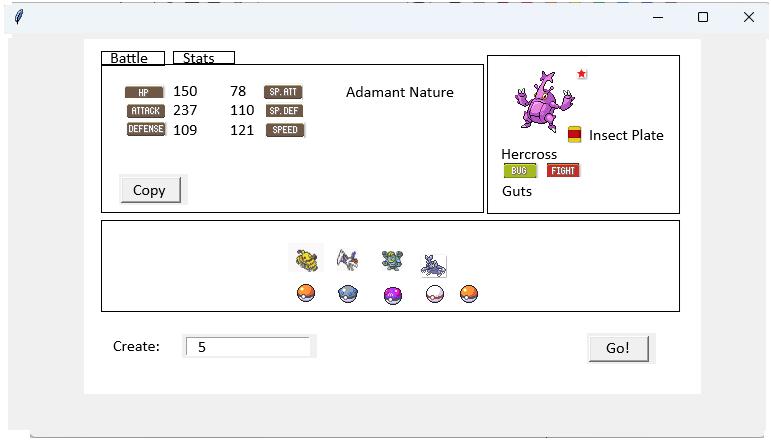 Battle Stats
HP 150 78 SP.ATT Adamant Nature
ATTACK 237 110 SP.DEF
DEFENSE 109 121 SPEED
Copy
Insect Plate
Hercross
BUG FIGHT
Guts
Create: 5 Go!